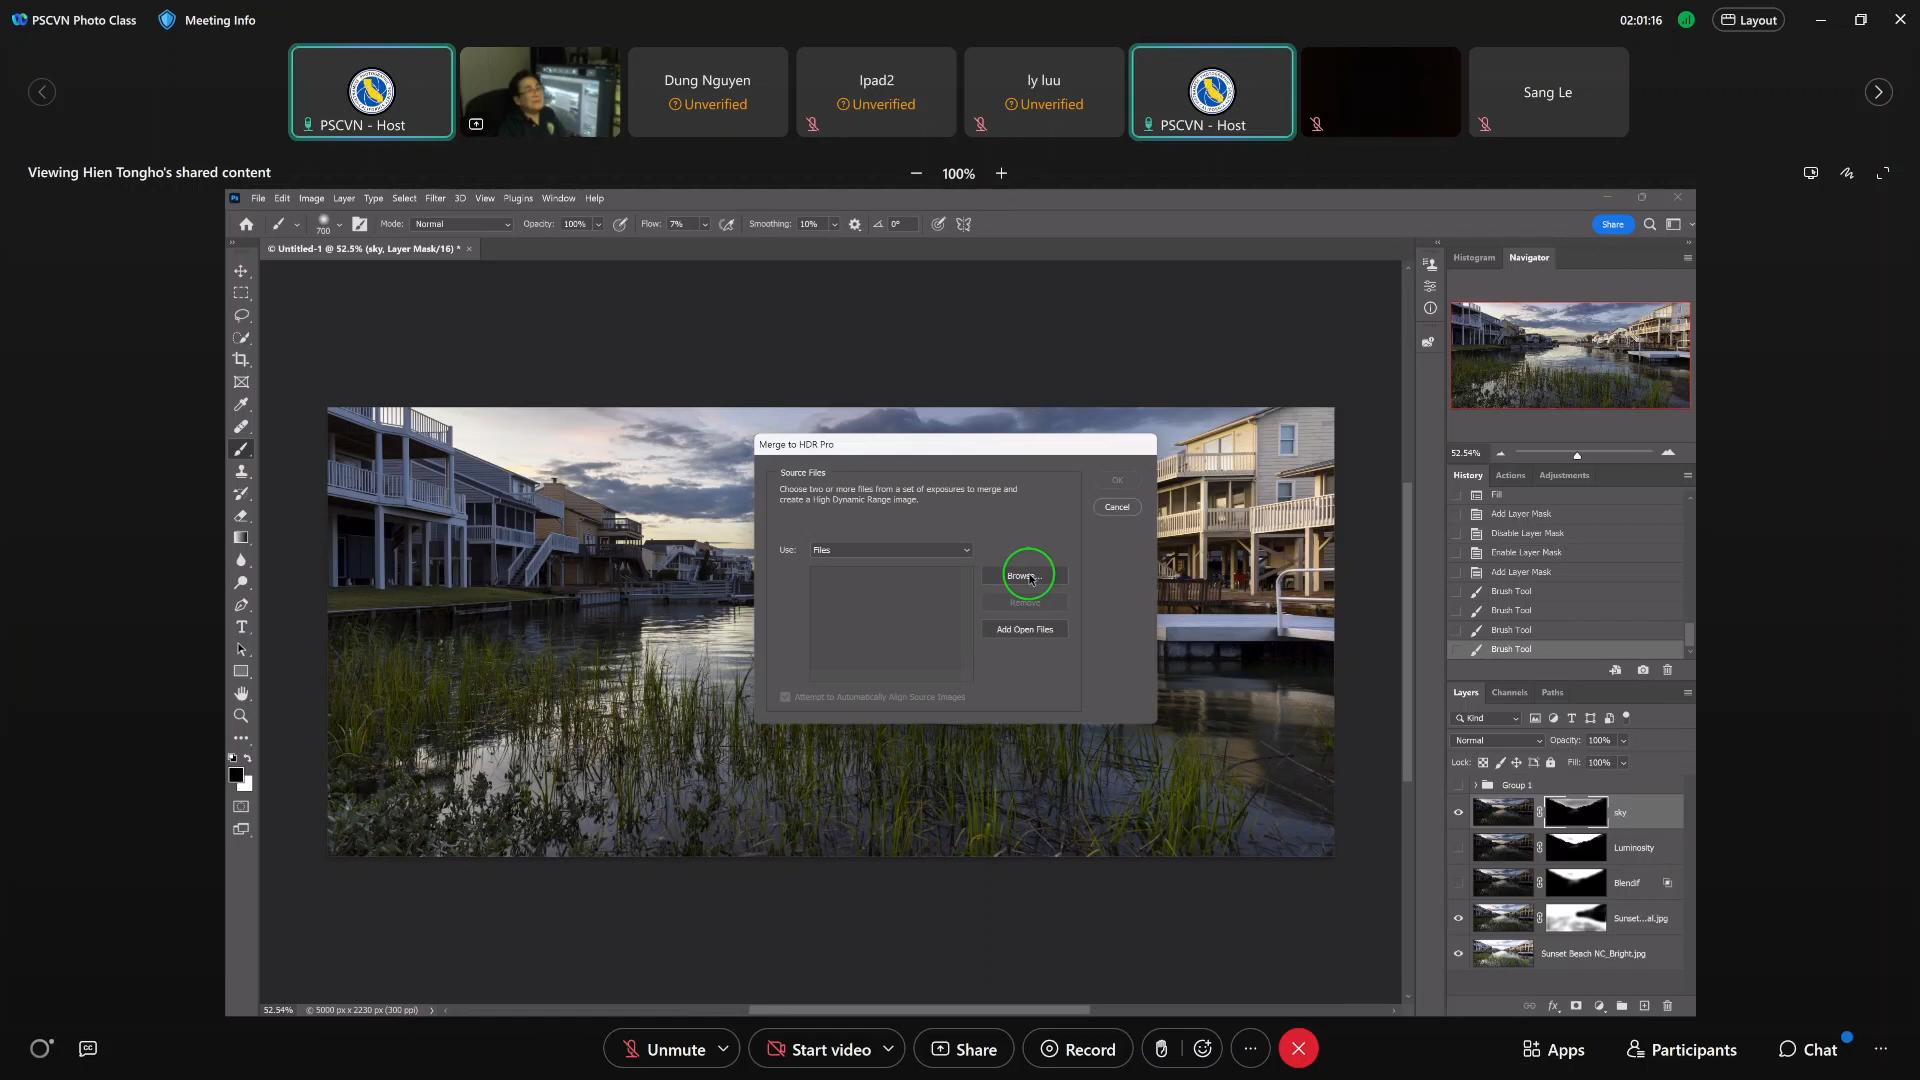 PSCVN Photo Class
Meeting Info
02:01:16
Layout
PSCVN - Host
Dung Nguyen
Unverified
Ipad2
Unverified
ly luu
Unverified
PSCVN - Host
Sang Le
Viewing Hien Tongho's shared content
100%
Ps File Edit Image Layer Type Select Filter 3D View Plugins Window Help
700 Mode: Normal Opacity: 100% Flow: 7% Smoothing: 10% 0° Share
© Untitled-1 @ 52.5% (sky, Layer Mask/16) * ×
Histogram Navigator
Merge to HDR Pro
Source Files
Choose two or more files from a set of exposures to merge and
create a High Dynamic Range image.
OK
Cancel
Use: Files
Browse...
Remove
Add Open Files
Attempt to Automatically Align Source Images
52.54%
History Actions Adjustments
Fill
Add Layer Mask
Disable Layer Mask
Enable Layer Mask
Add Layer Mask
Brush Tool
Brush Tool
Brush Tool
Brush Tool
Layers Channels Paths
Kind
Normal Opacity: 100%
Lock: Fill: 100%
Group 1
sky
Luminosity
Blendif
Sunset...al.jpg
Sunset Beach NC_Bright.jpg
fx
52.54% © 5000 px x 2230 px (300 ppi)
CC
Unmute
Start video
Share
Record
Apps
Participants
Chat